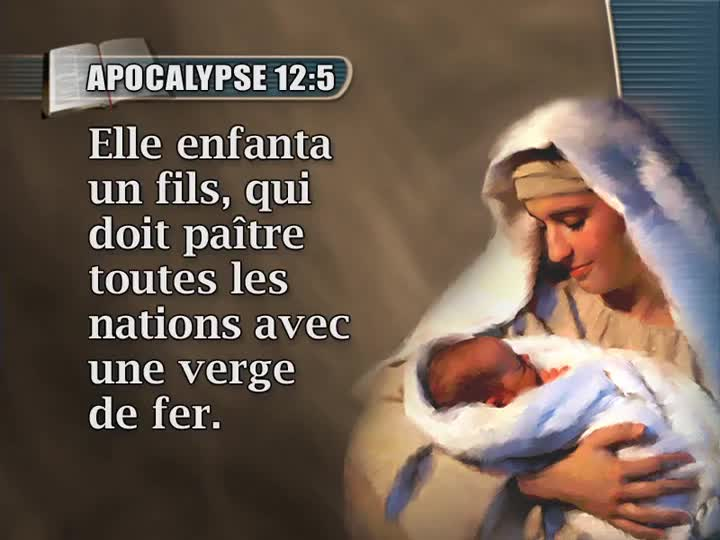 APOCALYPSE 12:5
Elle enfanta
un fils, qui
doit paître
toutes les
nations avec
une verge
de fer.